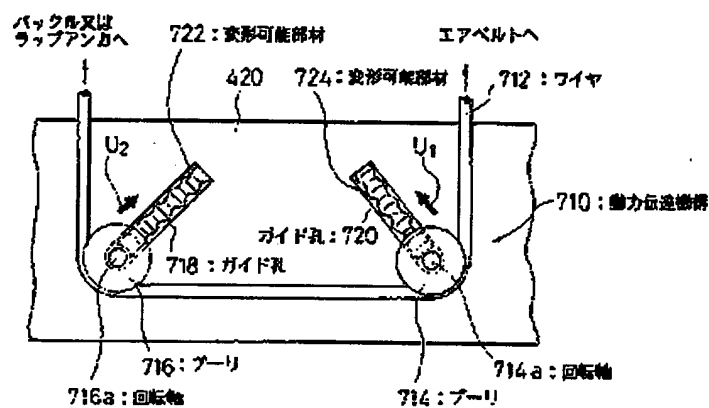 バックル又は
ラップアンカへ
722：変形可能部材
エアベルトへ
420
724：変形可能部材
712：ワイヤ
U2
U1
710：動力伝達機構
ガイド孔：720
718：ガイド孔
716：プーリ
714a：回転軸
716a：回転軸
714：プーリ